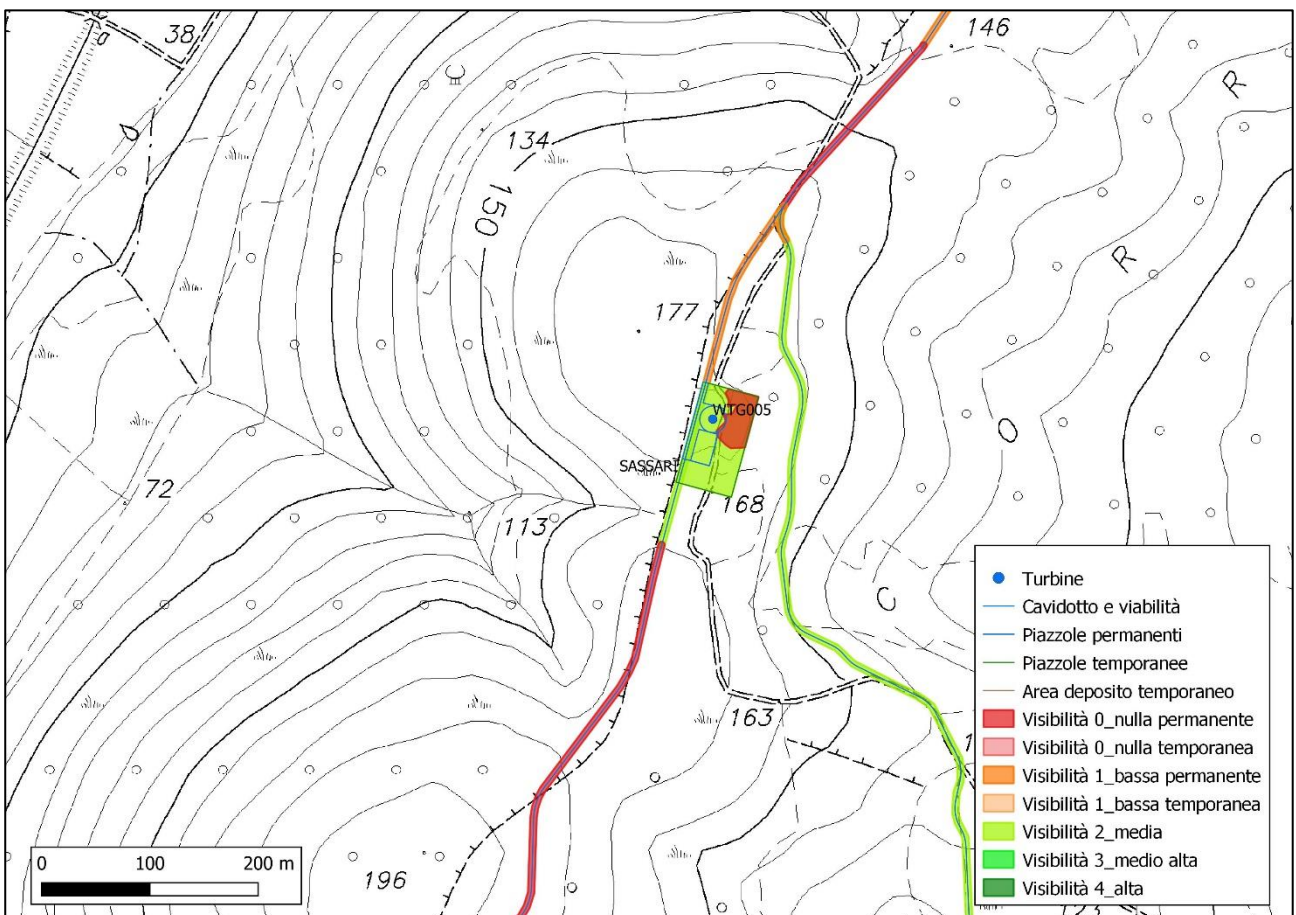 38
a
146
d
R
134
150
R
177
R
WTG005
O
SASSARI
72
168
113
C
163
Turbine
Cavidotto e viabilità
Piazzole permanenti
Piazzole temporanee
Area deposito temporaneo
Visibilità 0_nulla permanente
Visibilità 0_nulla temporanea
Visibilità 1_bassa permanente
Visibilità 1_bassa temporanea
Visibilità 2_media
Visibilità 3_medio alta
Visibilità 4_alta
0 100 200 m
196